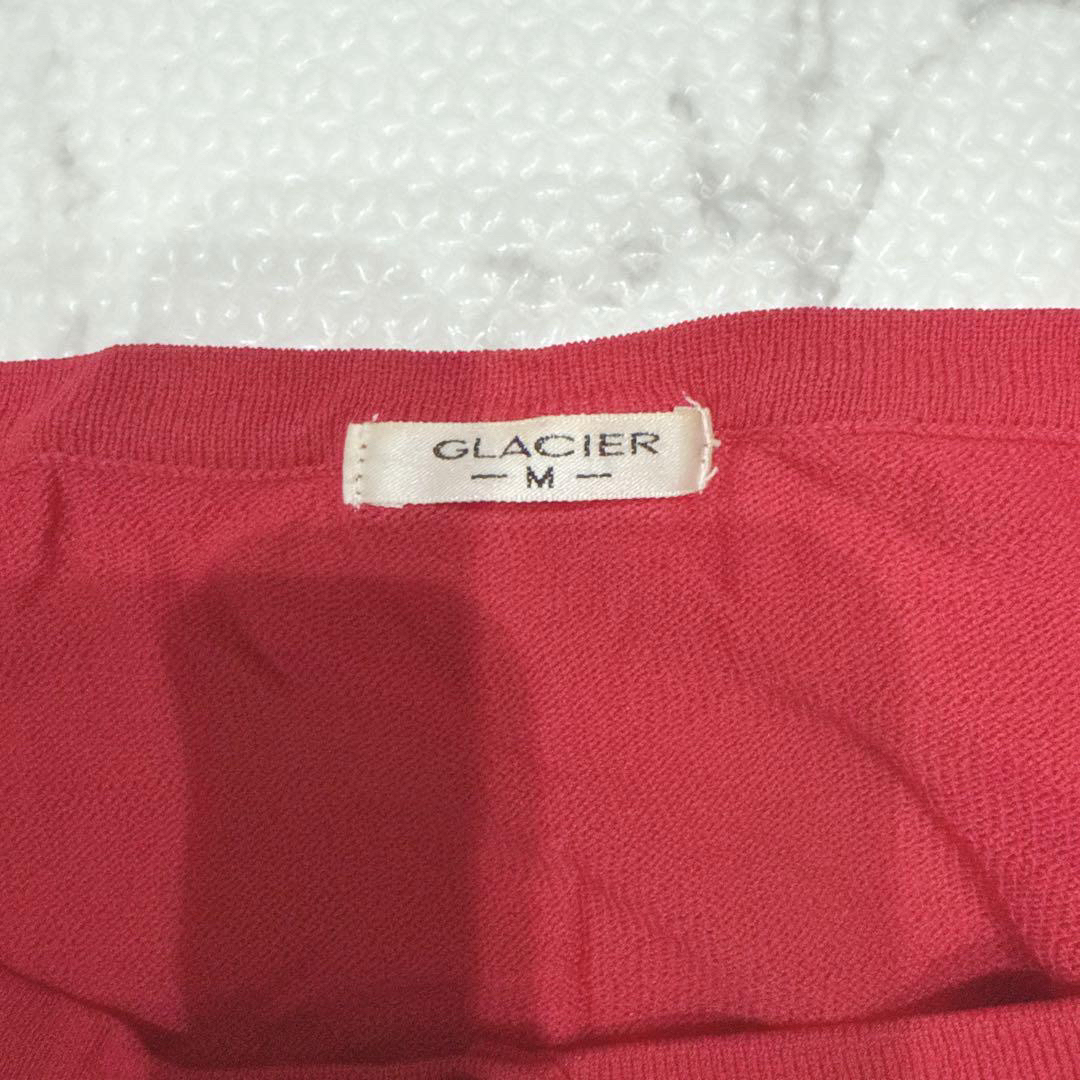 GLACIER
— M —